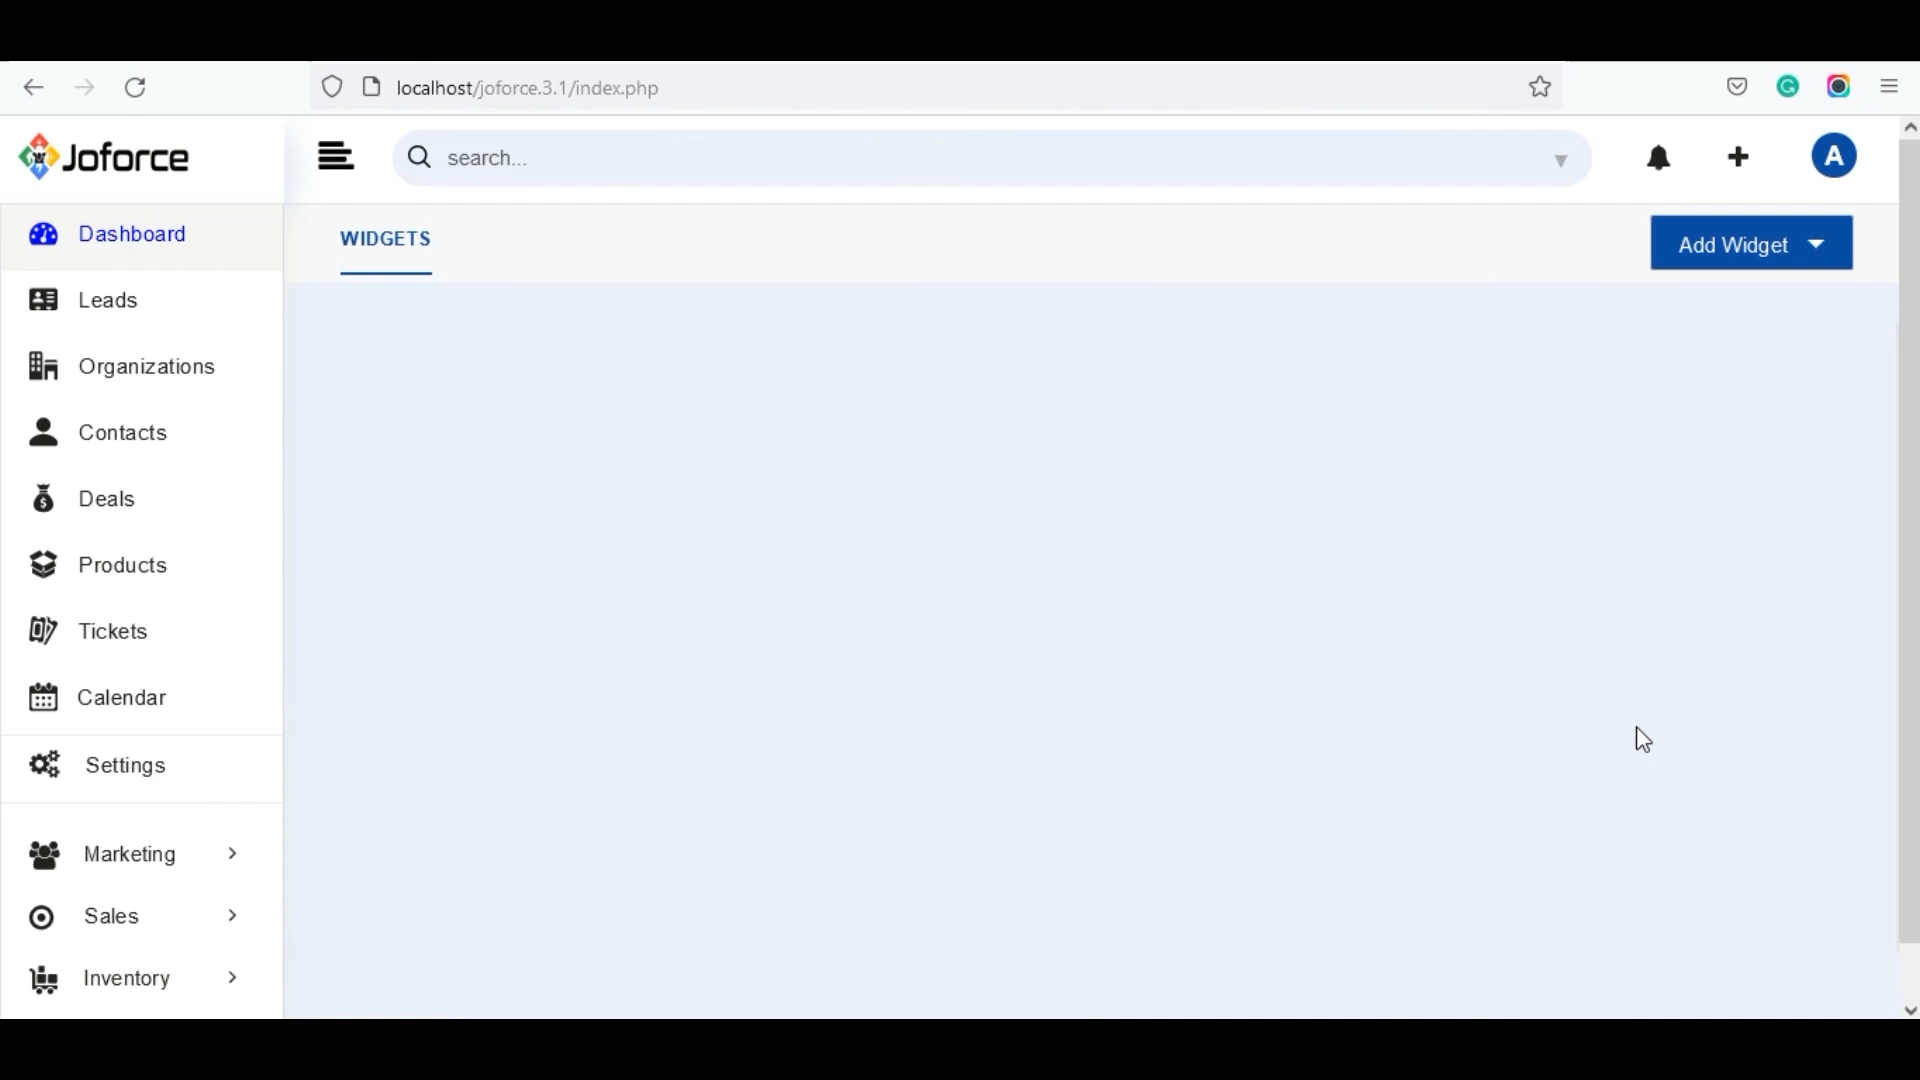 localhost/joforce.3.1/index.php
Joforce
search...
A
Dashboard
WIDGETS
Add Widget
Leads
Organizations
Contacts
Deals
Products
Tickets
Calendar
Settings
Marketing
Sales
Inventory